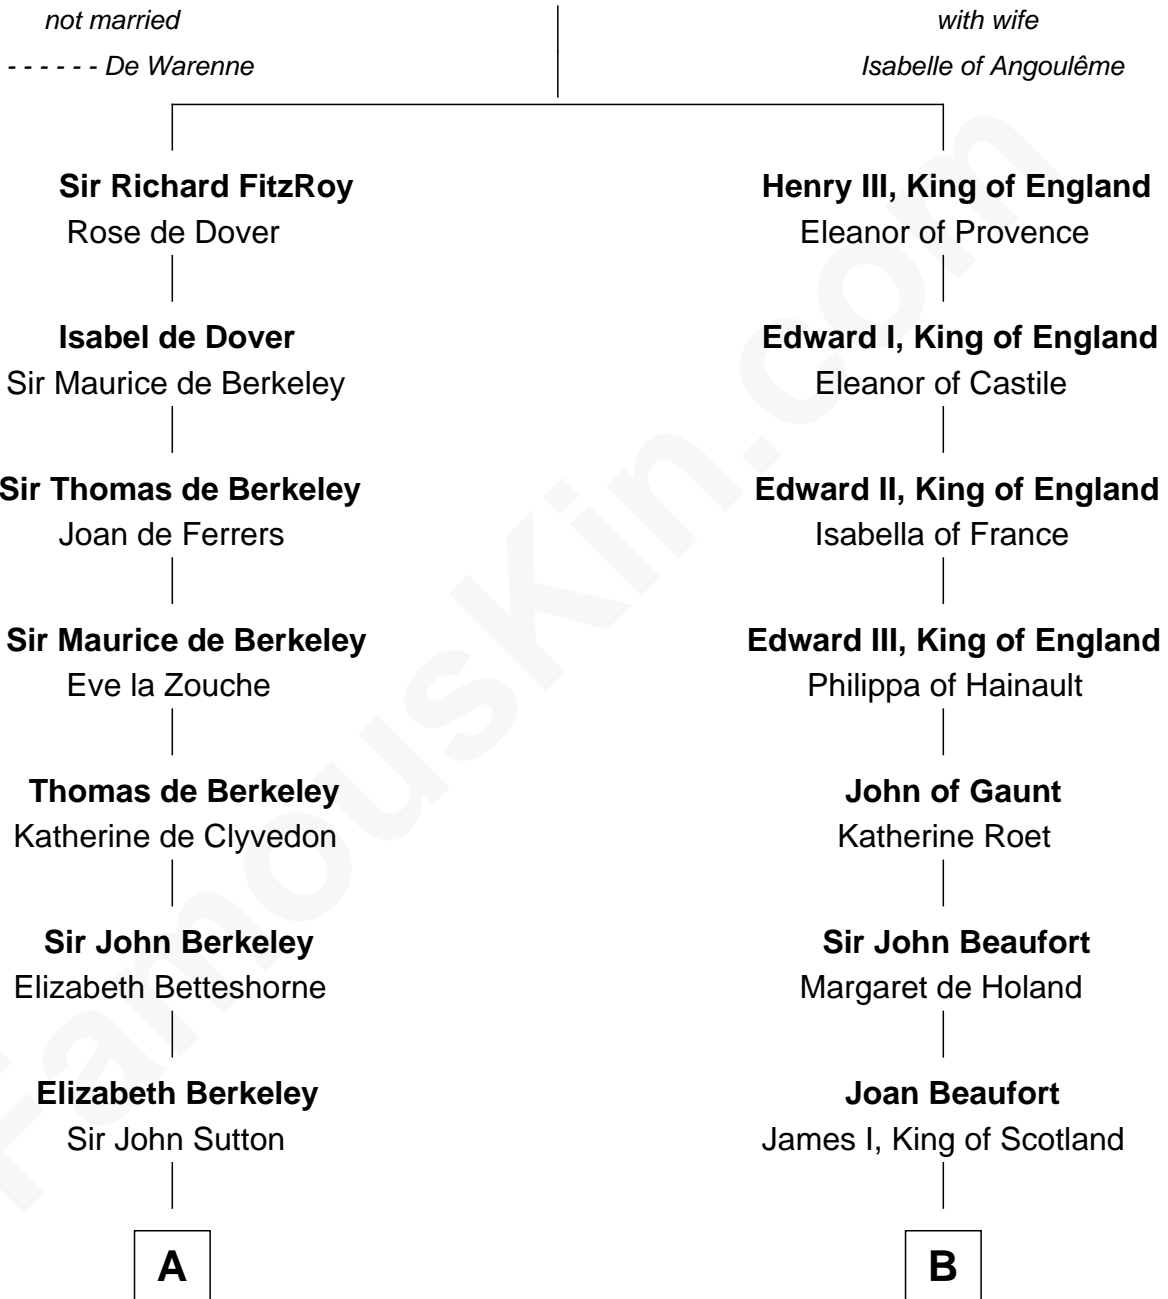 not married
with wife
- - - - - - De Warenne
Isabelle of Angoulême
Sir Richard FitzRoy
Rose de Dover
Henry III, King of England
Eleanor of Provence
Isabel de Dover
Sir Maurice de Berkeley
Edward I, King of England
Eleanor of Castile
Sir Thomas de Berkeley
Joan de Ferrers
Edward II, King of England
Isabella of France
Sir Maurice de Berkeley
Eve la Zouche
Edward III, King of England
Philippa of Hainault
Thomas de Berkeley
Katherine de Clyvedon
John of Gaunt
Katherine Roet
Sir John Berkeley
Elizabeth Betteshorne
Sir John Beaufort
Margaret de Holand
Elizabeth Berkeley
Sir John Sutton
Joan Beaufort
James I, King of Scotland
A
B
FamousKin.com